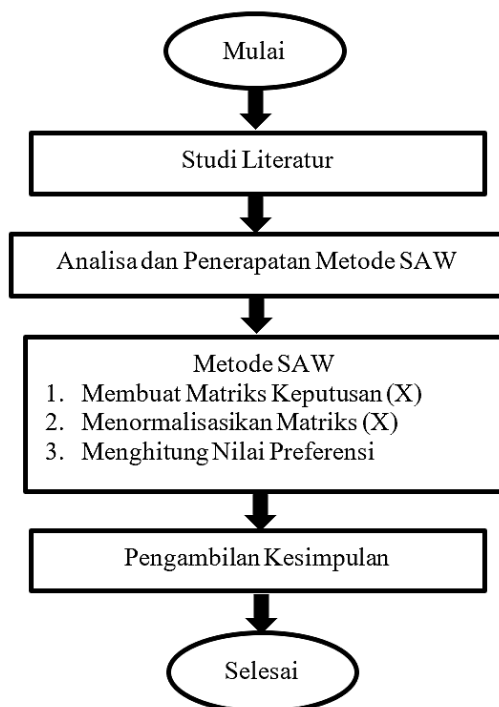 Mulai
Studi Literatur
Analisa dan Penerapatan Metode SAW
Metode SAW
1. Membuat Matriks Keputusan (X)
2. Menormalisasikan Matriks (X)
3. Menghitung Nilai Preferensi
Pengambilan Kesimpulan
Selesai